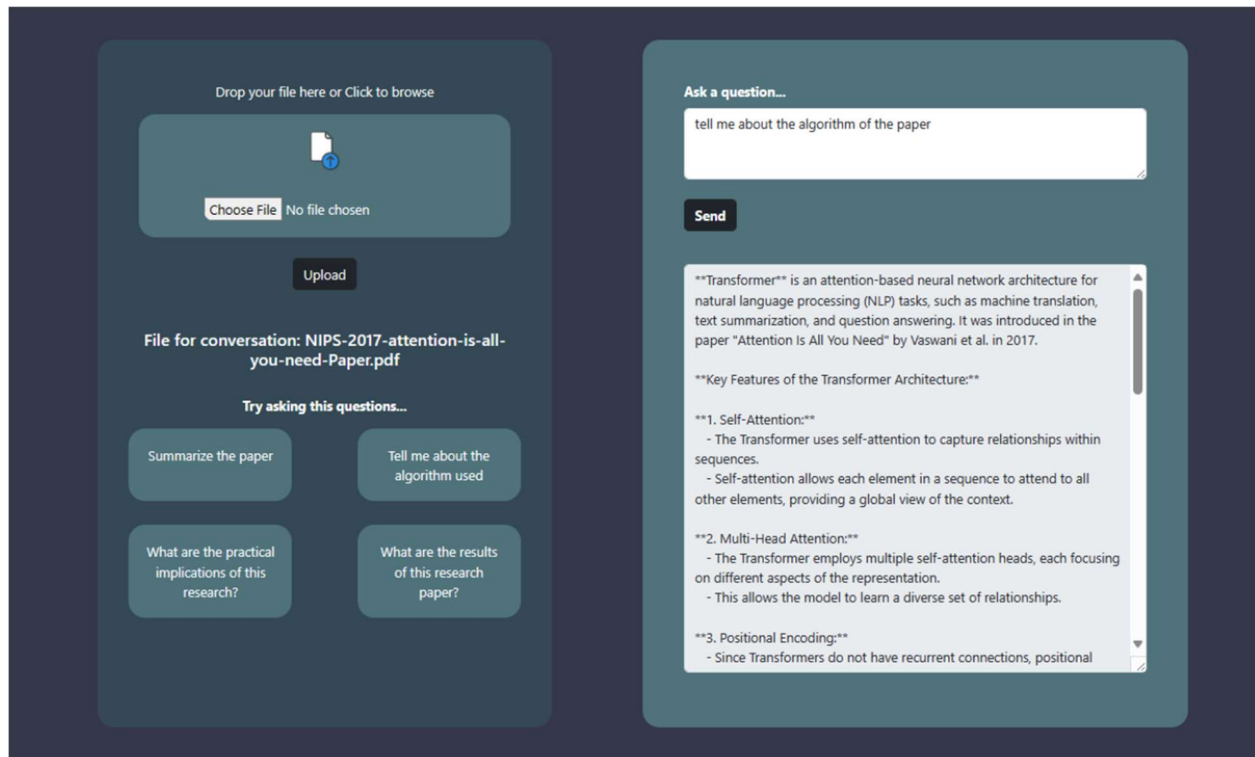 Drop your file here or Click to browse
Choose File No file chosen
Upload
File for conversation: NIPS-2017-attention-is-all-
you-need-Paper.pdf
Try asking this questions...
Summarize the paper
Tell me about the
algorithm used
What are the practical
implications of this
research?
What are the results
of this research
paper?
Ask a question...
tell me about the algorithm of the paper
Send
**Transformer** is an attention-based neural network architecture for
natural language processing (NLP) tasks, such as machine translation,
text summarization, and question answering. It was introduced in the
paper "Attention Is All You Need" by Vaswani et al. in 2017.
**Key Features of the Transformer Architecture:**
**1. Self-Attention:**
- The Transformer uses self-attention to capture relationships within
sequences.
- Self-attention allows each element in a sequence to attend to all
other elements, providing a global view of the context.
**2. Multi-Head Attention:**
- The Transformer employs multiple self-attention heads, each focusing
on different aspects of the representation.
- This allows the model to learn a diverse set of relationships.
**3. Positional Encoding:**
- Since Transformers do not have recurrent connections, positional